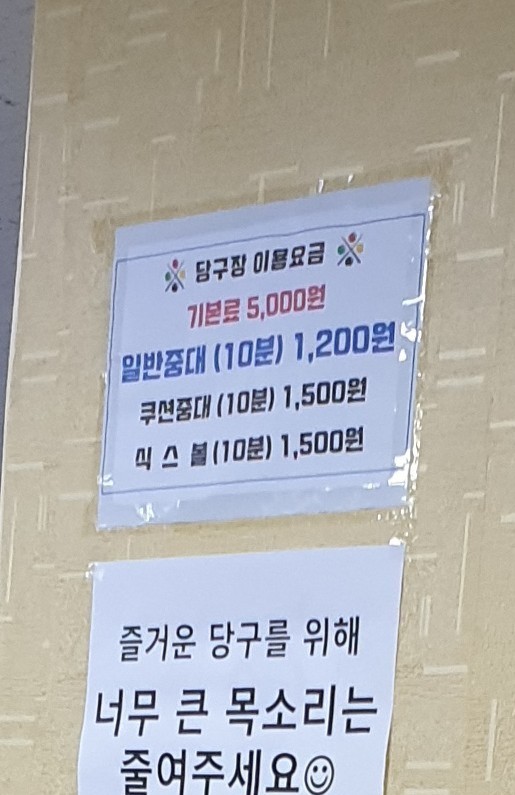 당구장 이용요금
기본료 5,000원
일반중대 (10분) 1,200원
쿠션중대 (10분) 1,500원
식 스 볼 (10분) 1,500원
즐거운 당구를 위해
너무 큰 목소리는
줄여주세요☺